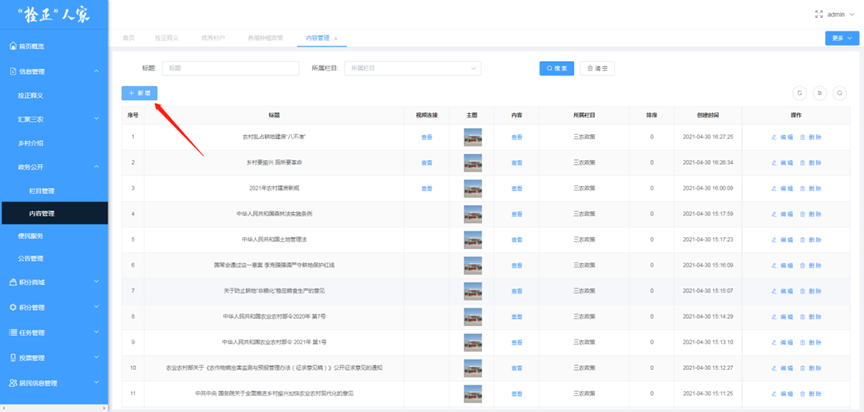 “拴正”人家
admin
首页概览
信息管理
拴正释义
汇聚三农
乡村介绍
政务公开
栏目管理
内容管理
便民服务
公告管理
积分商城
积分管理
任务管理
投票管理
居民信息管理
首页 拴正释义 优秀村户 养殖种植政策 内容管理 ×
更多
标题: 标题 所属栏目: 所属栏目 搜索 清空
+ 新增
序号 标题 视频连接 主图 内容 所属栏目 排序 创建时间 操作
1 农村乱占耕地建房“八不准” 查看 查看 三农政策 0 2021-04-30 16:27:25 编辑 删除
2 乡村要振兴 厕所要革命 查看 查看 三农政策 0 2021-04-30 16:26:34 编辑 删除
3 2021年农村建房新规 查看 查看 三农政策 0 2021-04-30 16:00:09 编辑 删除
4 中华人民共和国森林法实施条例 查看 三农政策 0 2021-04-30 15:17:59 编辑 删除
5 中华人民共和国土地管理法 查看 三农政策 0 2021-04-30 15:17:23 编辑 删除
6 国常会通过这一草案 李克强强调严守耕地保护红线 查看 三农政策 0 2021-04-30 15:16:09 编辑 删除
7 关于防止耕地“非粮化”稳定粮食生产的意见 查看 三农政策 0 2021-04-30 15:15:07 编辑 删除
8 中华人民共和国农业农村部令2020年 第7号 查看 三农政策 0 2021-04-30 15:14:29 编辑 删除
9 中华人民共和国农业农村部令 2021年 第1号 查看 三农政策 0 2021-04-30 15:13:10 编辑 删除
10 农业农村部关于《农作物病虫害监测与预报管理办法（征求意见稿）》公开征求意见的通知 查看 三农政策 0 2021-04-30 15:12:27 编辑 删除
11 中共中央 国务院关于全面推进乡村振兴加快农业农村现代化的意见 查看 三农政策 0 2021-04-30 15:11:25 编辑 删除